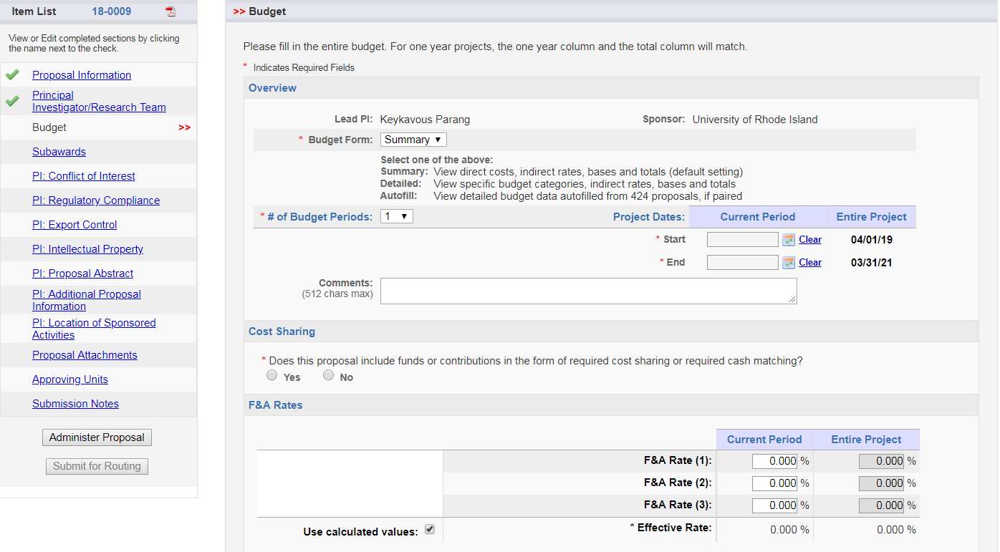 Item List 18-0009
View or Edit completed sections by clicking
the name next to the check.
Proposal Information
Principal
Investigator/Research Team
Budget >>
Subawards
PI: Conflict of Interest
PI: Regulatory Compliance
PI: Export Control
PI: Intellectual Property
PI: Proposal Abstract
PI: Additional Proposal
Information
PI: Location of Sponsored
Activities
Proposal Attachments
Approving Units
Submission Notes
Administer Proposal
Submit for Routing
>> Budget
Please fill in the entire budget. For one year projects, the one year column and the total column will match.
* Indicates Required Fields
Overview
Lead PI: Keykavous Parang Sponsor: University of Rhode Island
* Budget Form: Summary ▼
Select one of the above:
Summary: View direct costs, indirect rates, bases and totals (default setting)
Detailed: View specific budget categories, indirect rates, bases and totals
Autofill: View detailed budget data autofilled from 424 proposals, if paired
* # of Budget Periods: 1 ▼ Project Dates: Current Period Entire Project
* Start Clear 04/01/19
* End Clear 03/31/21
Comments:
(512 chars max)
Cost Sharing
* Does this proposal include funds or contributions in the form of required cost sharing or required cash matching?
Yes No
F&A Rates
Current Period Entire Project
F&A Rate (1): 0.000 % 0.000 %
F&A Rate (2): 0.000 % 0.000 %
F&A Rate (3): 0.000 % 0.000 %
Use calculated values: * Effective Rate: 0.000 % 0.000 %